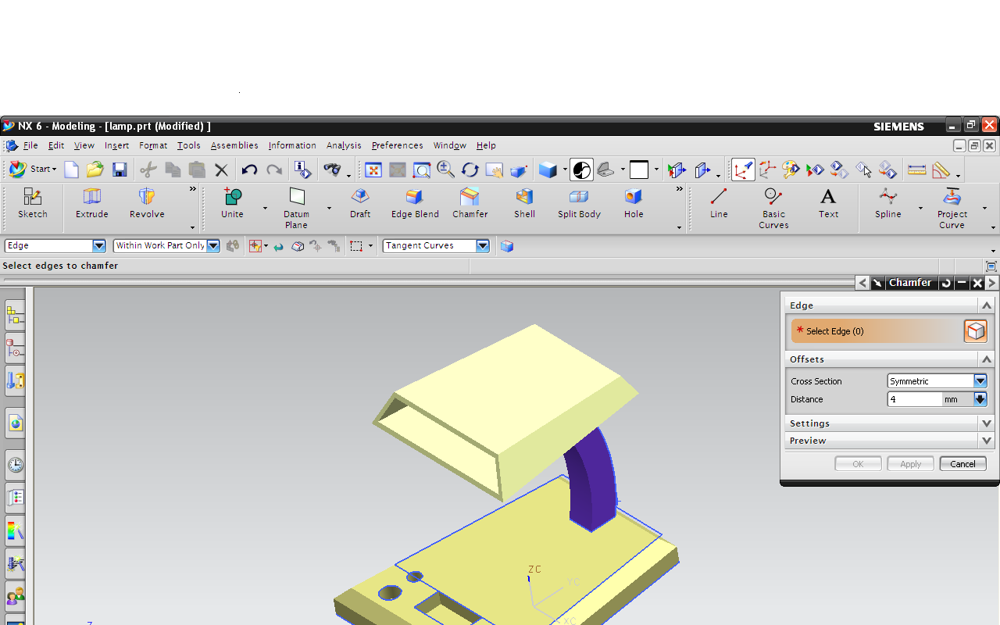 NX 6 - Modeling - [lamp.prt (Modified) ]
SIEMENS
File Edit View Insert Format Tools Assemblies Information Analysis Preferences Window Help
Start
Sketch Extrude Revolve Unite Datum Plane Draft Edge Blend Chamfer Shell Split Body Hole Line Basic Curves Text Spline Project Curve
Edge Within Work Part Only Tangent Curves
Select edges to chamfer
Chamfer
Edge
* Select Edge (0)
Offsets
Cross Section Symmetric
Distance 4 mm
Settings
Preview
OK Apply Cancel
ZC
YC
XC
Z